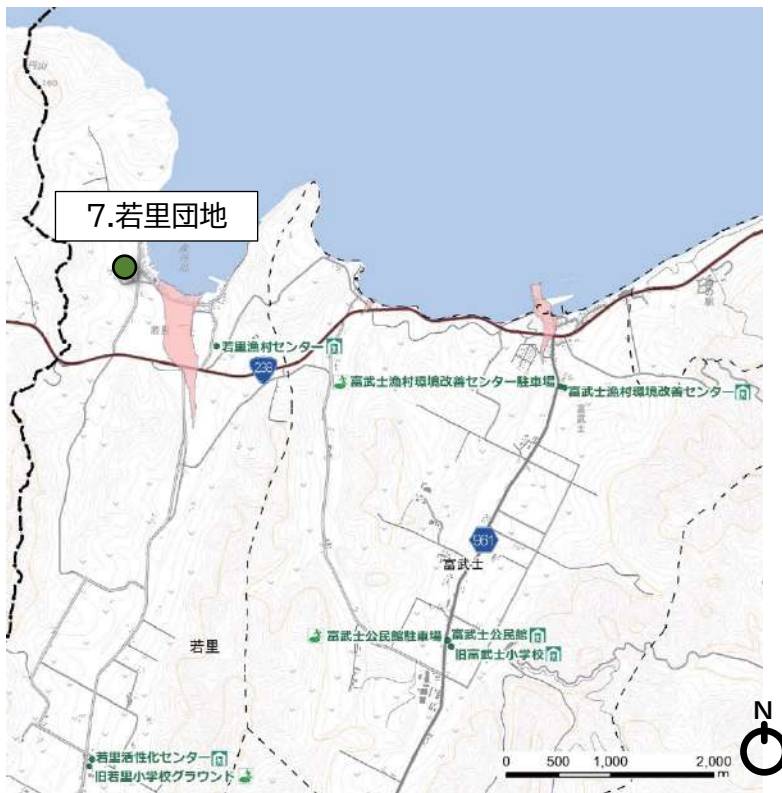 円山
160
7.若里団地
若里
若里漁村センター
238
富武士漁村環境改善センター駐車場
富武士漁村環境改善センター
富武士
961
富武士
富武士公民館駐車場
富武士公民館
旧富武士小学校
若里
若里活性化センター
旧若里小学校グラウンド
N
0 500 1,000 2,000
m